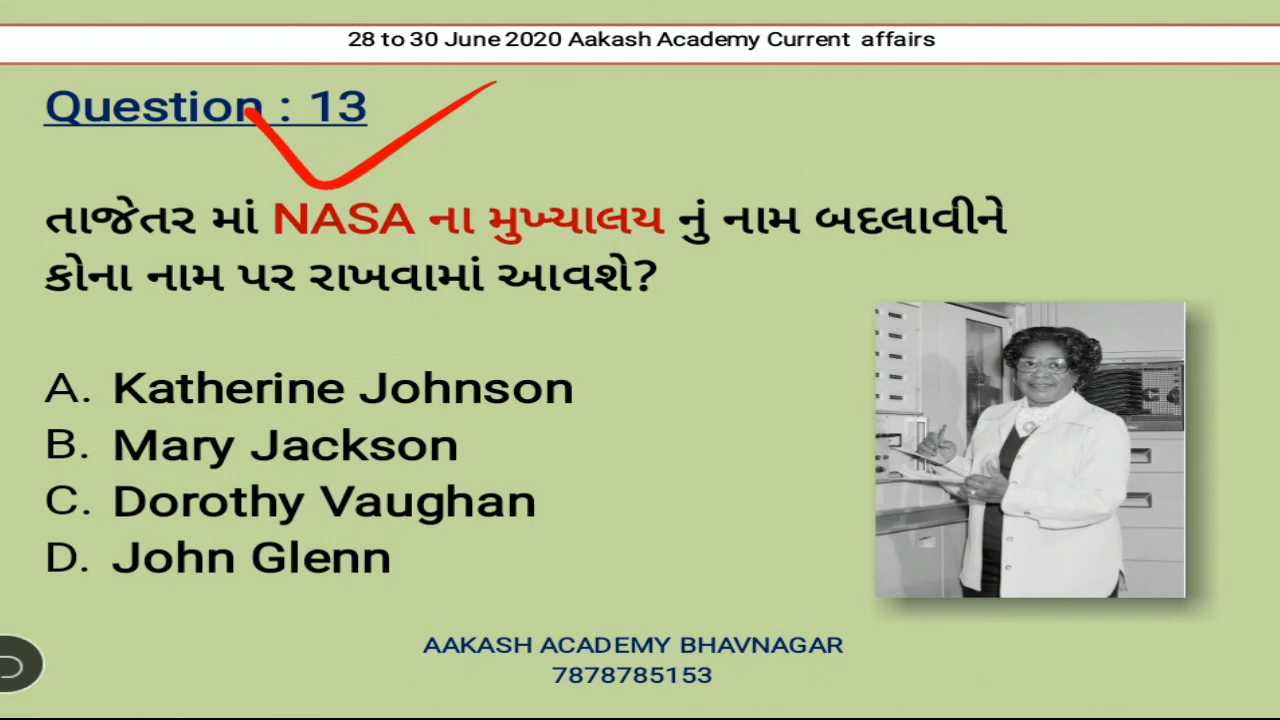 28 to 30 June 2020 Aakash Academy Current affairs
Question : 13
તાજેતર માં NASA ના મુખ્યાલય નું નામ બદલાવીને
કોના નામ પર રાખવામાં આવશે?
A. Katherine Johnson
B. Mary Jackson
C. Dorothy Vaughan
D. John Glenn
AAKASH ACADEMY BHAVNAGAR
7878785153